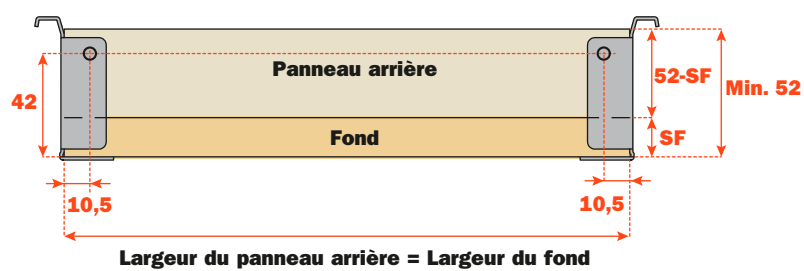 Panneau arrière
52-SF
Min. 52
42
Fond
SF
10,5
10,5
Largeur du panneau arrière = Largeur du fond